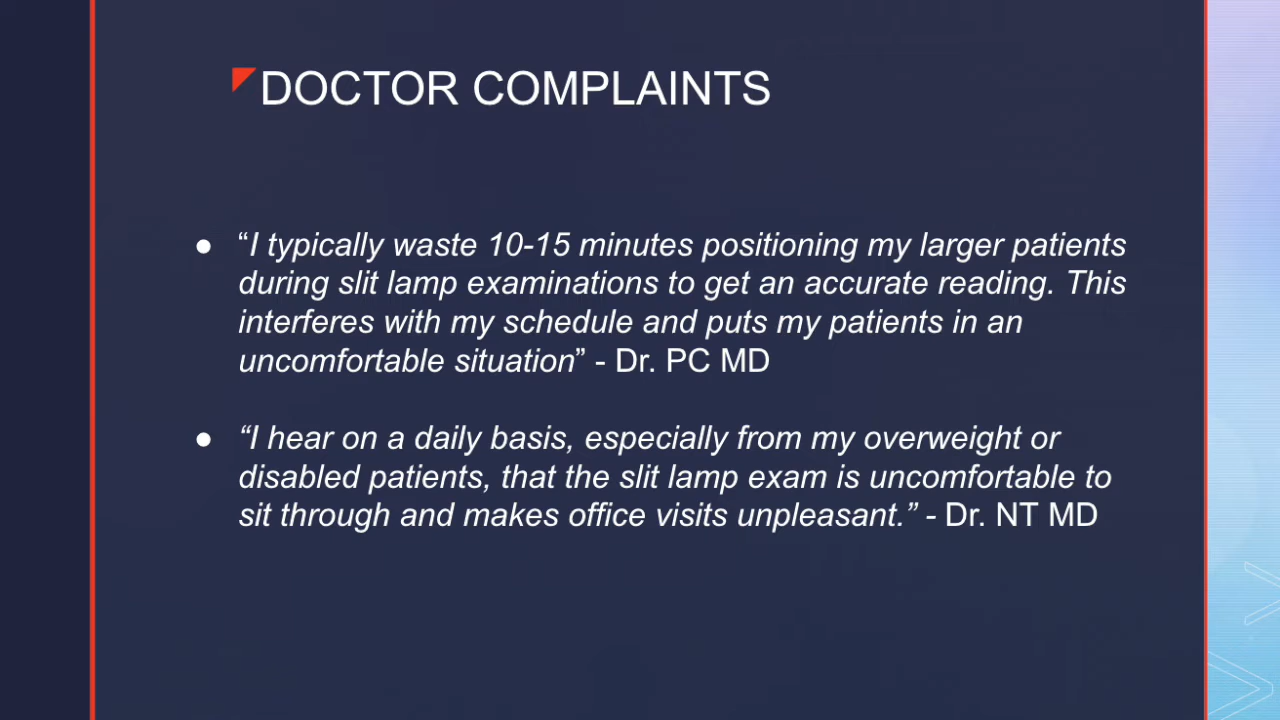 DOCTOR COMPLAINTS
● “I typically waste 10-15 minutes positioning my larger patients
during slit lamp examinations to get an accurate reading. This
interferes with my schedule and puts my patients in an
uncomfortable situation” - Dr. PC MD
● “I hear on a daily basis, especially from my overweight or
disabled patients, that the slit lamp exam is uncomfortable to
sit through and makes office visits unpleasant.” - Dr. NT MD